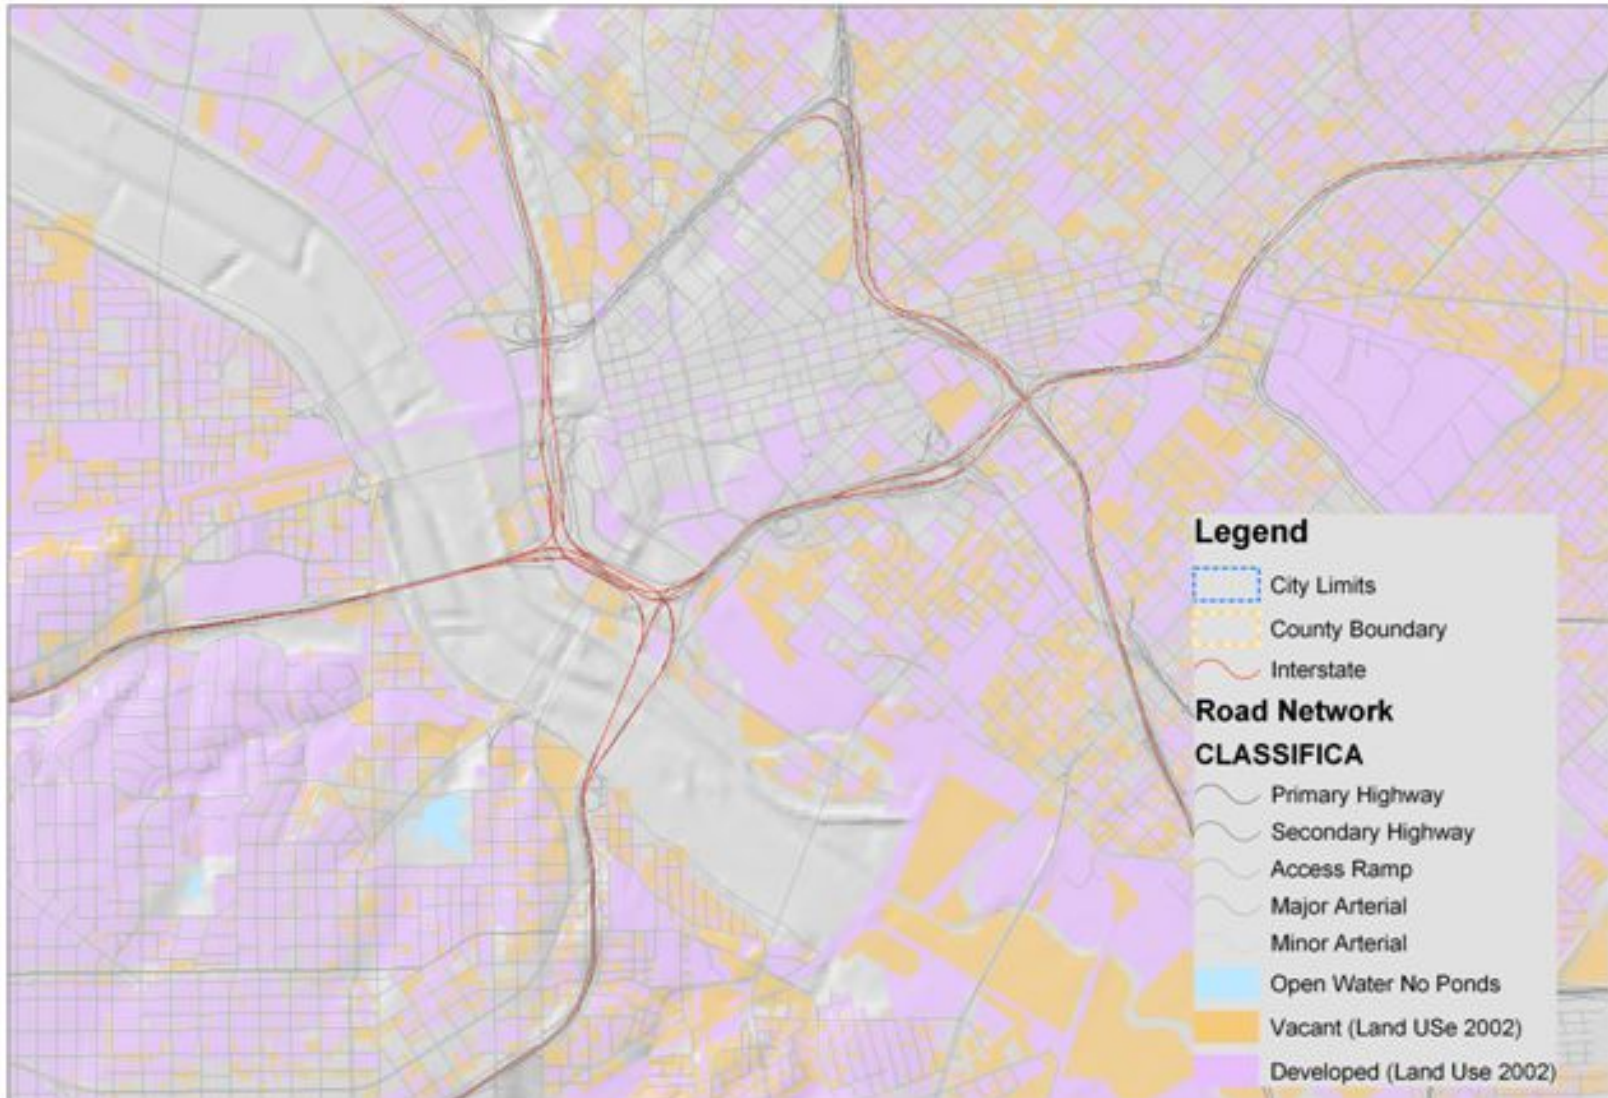 Legend
City Limits
County Boundary
Interstate
Road Network
CLASSIFICA
Primary Highway
Secondary Highway
Access Ramp
Major Arterial
Minor Arterial
Open Water No Ponds
Vacant (Land USe 2002)
Developed (Land Use 2002)